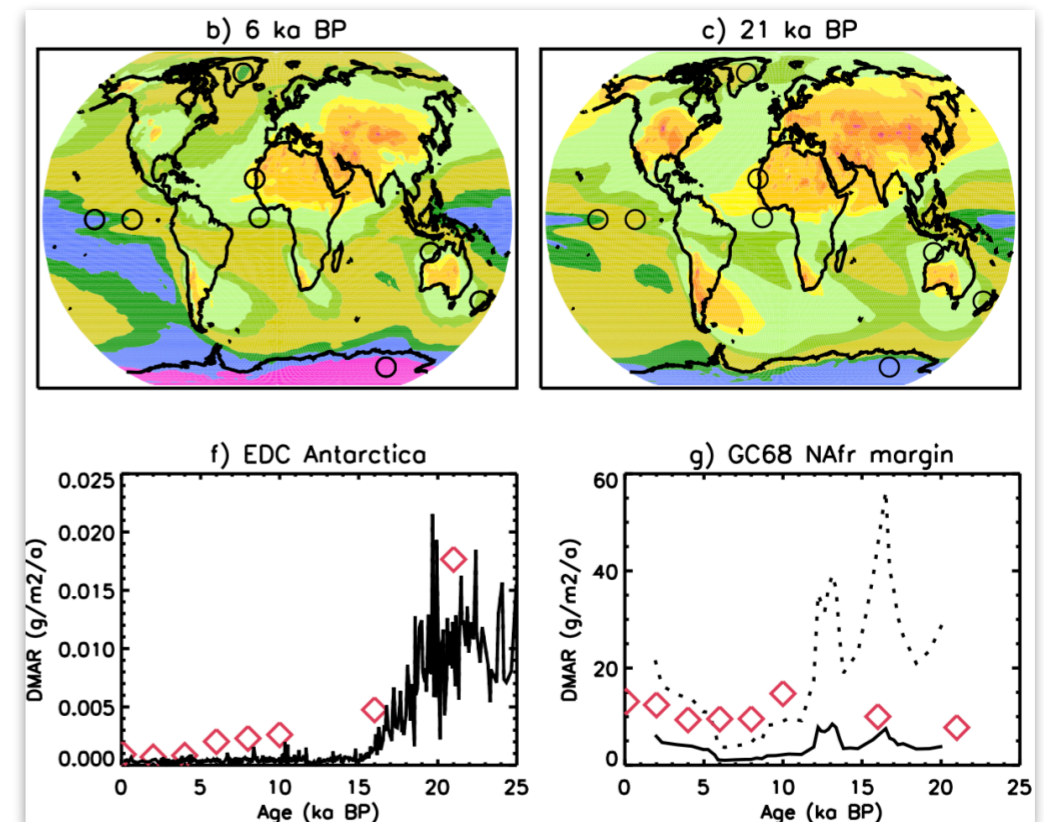 b) 6 ka BP
c) 21 ka BP
f) EDC Antarctica
0.025
0.020
0.015
0.010
0.005
0.000
DMAR (g/m2/a)
0 5 10 15 20 25
Age (ka BP)
g) GC68 NAfr margin
60
40
20
0
DMAR (g/m2/a)
0 5 10 15 20 25
Age (ka BP)